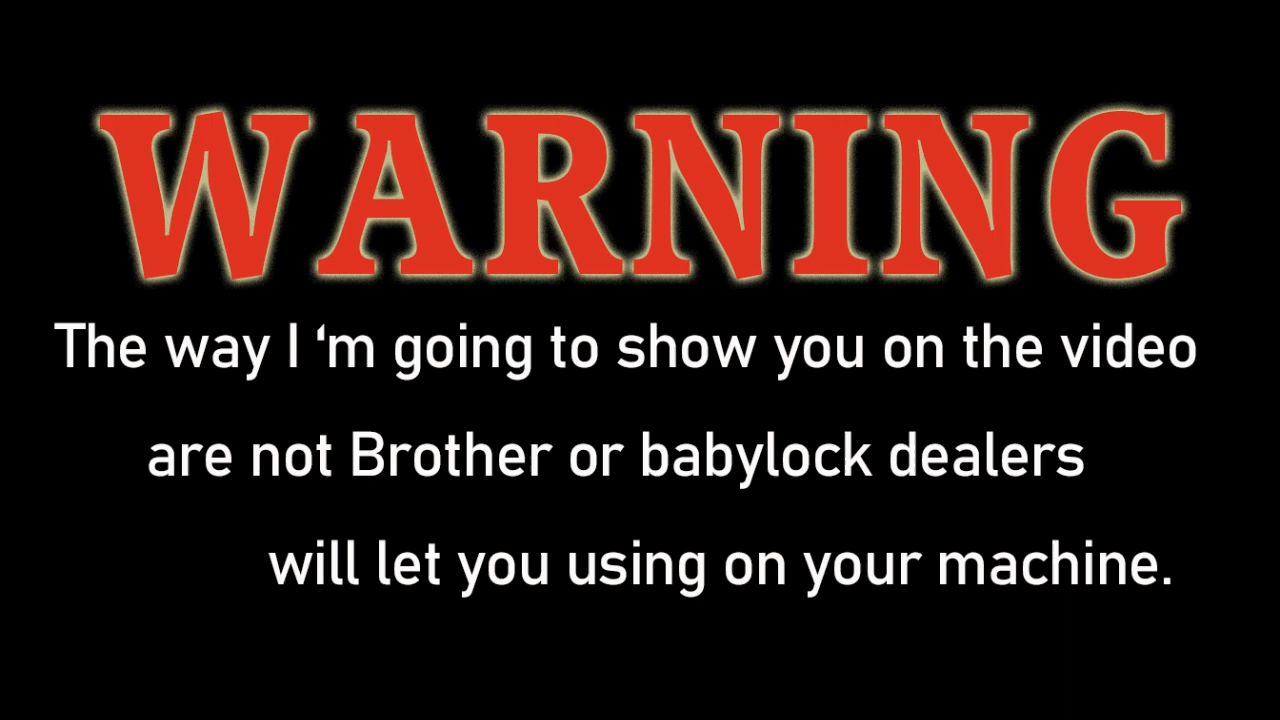 WARNING
The way I ‘m going to show you on the video
are not Brother or babylock dealers
will let you using on your machine.